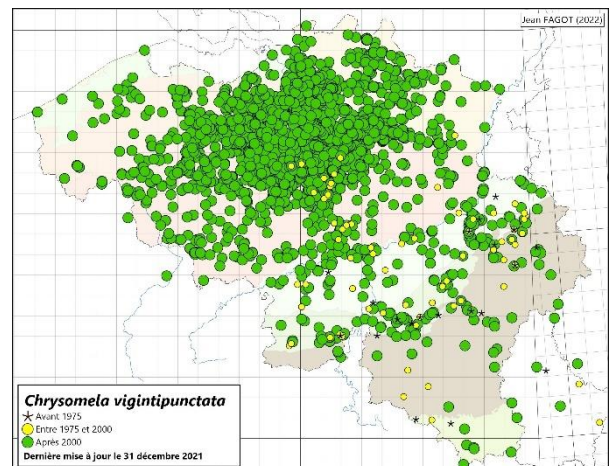 Jean FAGOT (2022)
Chrysomela vigintipunctata
Avant 1975
Entre 1975 et 2000
Après 2000
Dernière mise à jour le 31 décembre 2021